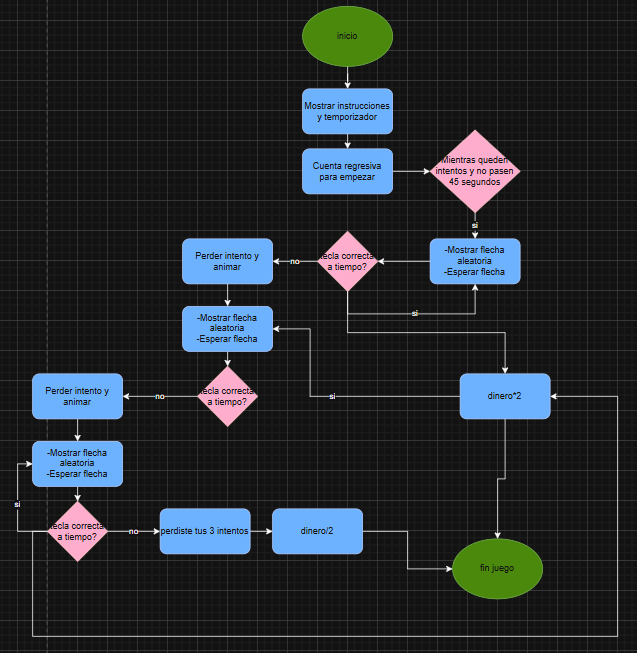 inicio
Mostrar instrucciones
y temporizador
Cuenta regresiva
para empezar
Mientras queden
intentos y no pasen
45 segundos
si
-Mostrar flecha
aleatoria
-Esperar flecha
tecla correcta
a tiempo?
no
Perder intento y
animar
si
-Mostrar flecha
aleatoria
-Esperar flecha
tecla correcta
a tiempo?
no
si
dinero*2
Perder intento y
animar
-Mostrar flecha
aleatoria
-Esperar flecha
si
tecla correcta
a tiempo?
no
perdiste tus 3 intentos
dinero/2
fin juego